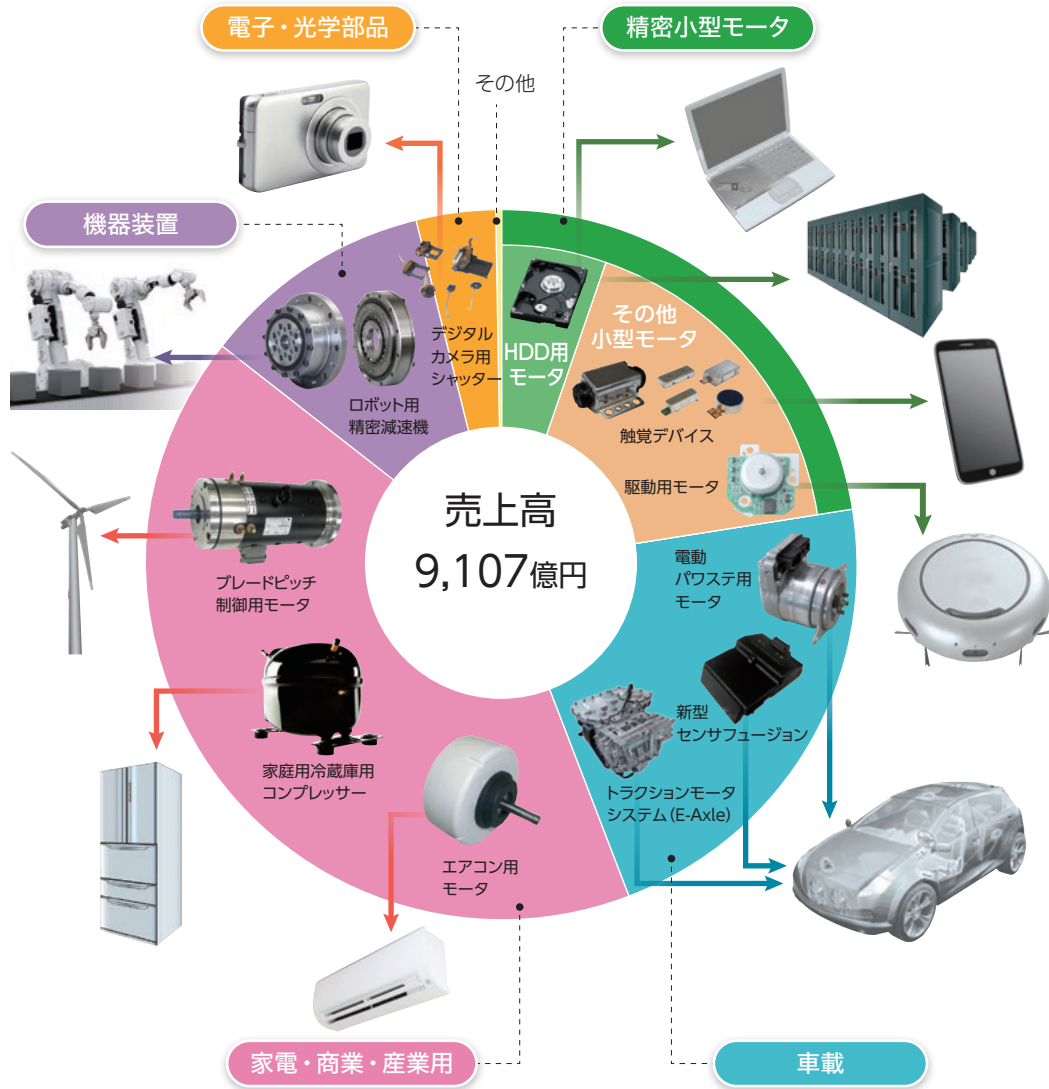 電子・光学部品
精密小型モータ
その他
機器装置
デジタル
カメラ用
シャッター
HDD用
モータ
その他
小型モータ
触覚デバイス
駆動用モータ
ロボット用
精密減速機
売上高
9,107億円
ブレードピッチ
制御用モータ
電動
パワステ用
モータ
新型
センサフュージョン
家庭用冷蔵庫用
コンプレッサー
トラクションモータ
システム(E-Axle)
エアコン用
モータ
家電・商業・産業用
車載